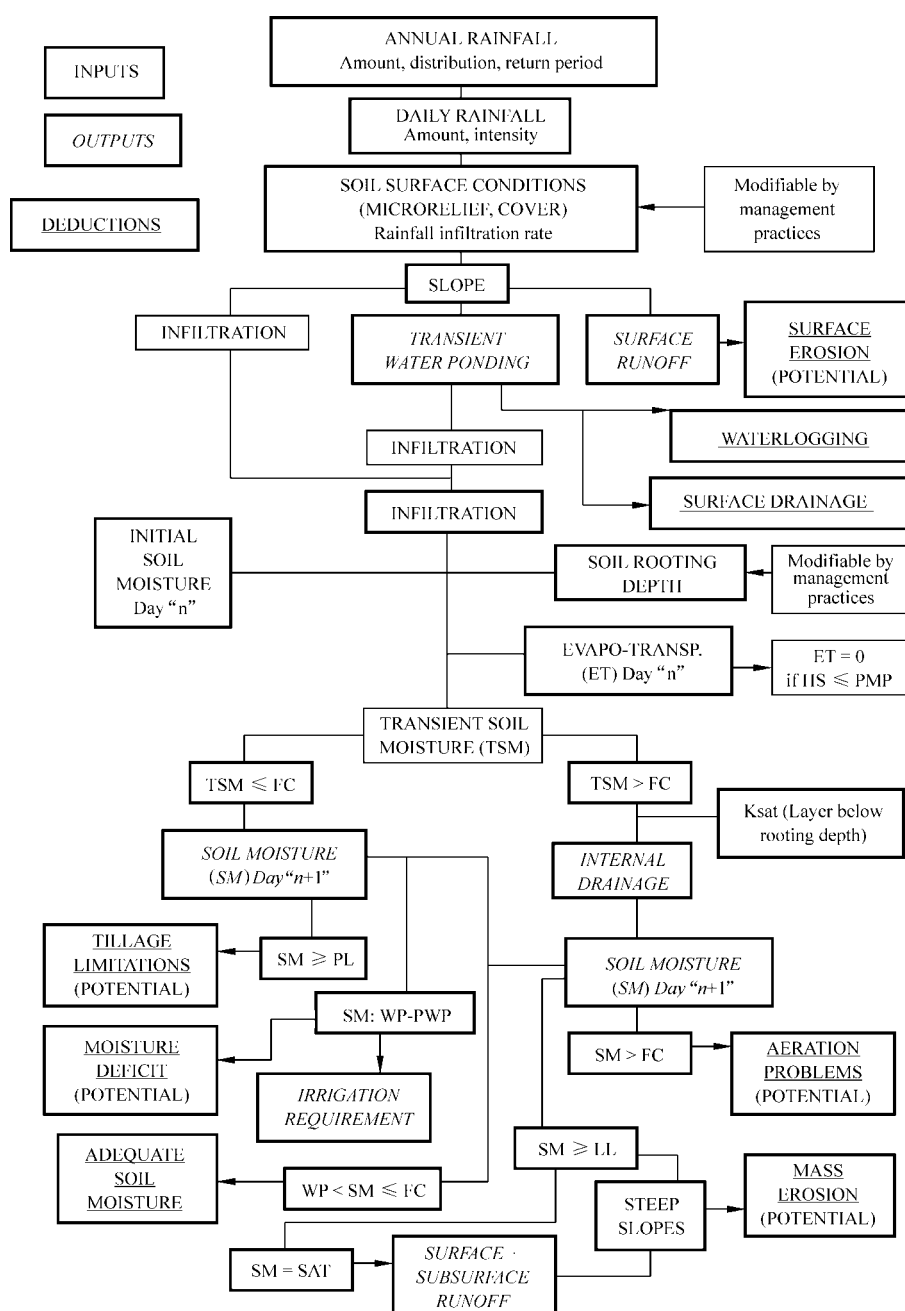 ANNUAL RAINFALL
Amount, distribution, return period
INPUTS
OUTPUTS
DEDUCTIONS
DAILY RAINFALL
Amount, intensity
SOIL SURFACE CONDITIONS
(MICRORELIEF, COVER)
Rainfall infiltration rate
Modifiable by
management
practices
SLOPE
INFILTRATION
TRANSIENT
WATER PONDING
SURFACE
RUNOFF
SURFACE
EROSION
(POTENTIAL)
WATERLOGGING
INFILTRATION
SURFACE DRAINAGE
INFILTRATION
INITIAL
SOIL
MOISTURE
Day “n”
SOIL ROOTING
DEPTH
Modifiable by
management
practices
EVAPO-TRANSP.
(ET) Day “n”
ET = 0
if HS ⩽ PMP
TRANSIENT SOIL
MOISTURE (TSM)
TSM ⩽ FC
TSM > FC
Ksat (Layer below
rooting depth)
SOIL MOISTURE
(SM) Day“n+1”
INTERNAL
DRAINAGE
TILLAGE
LIMITATIONS
(POTENTIAL)
SM ⩾ PL
SOIL MOISTURE
(SM) Day “n+1”
SM: WP-PWP
MOISTURE
DEFICIT
(POTENTIAL)
SM > FC
AERATION
PROBLEMS
(POTENTIAL)
IRRIGATION
REQUIREMENT
ADEQUATE
SOIL
MOISTURE
WP < SM ⩽ FC
SM ⩾ LL
STEEP
SLOPES
MASS
EROSION
(POTENTIAL)
SM = SAT
SURFACE ·
SUBSURFACE
RUNOFF